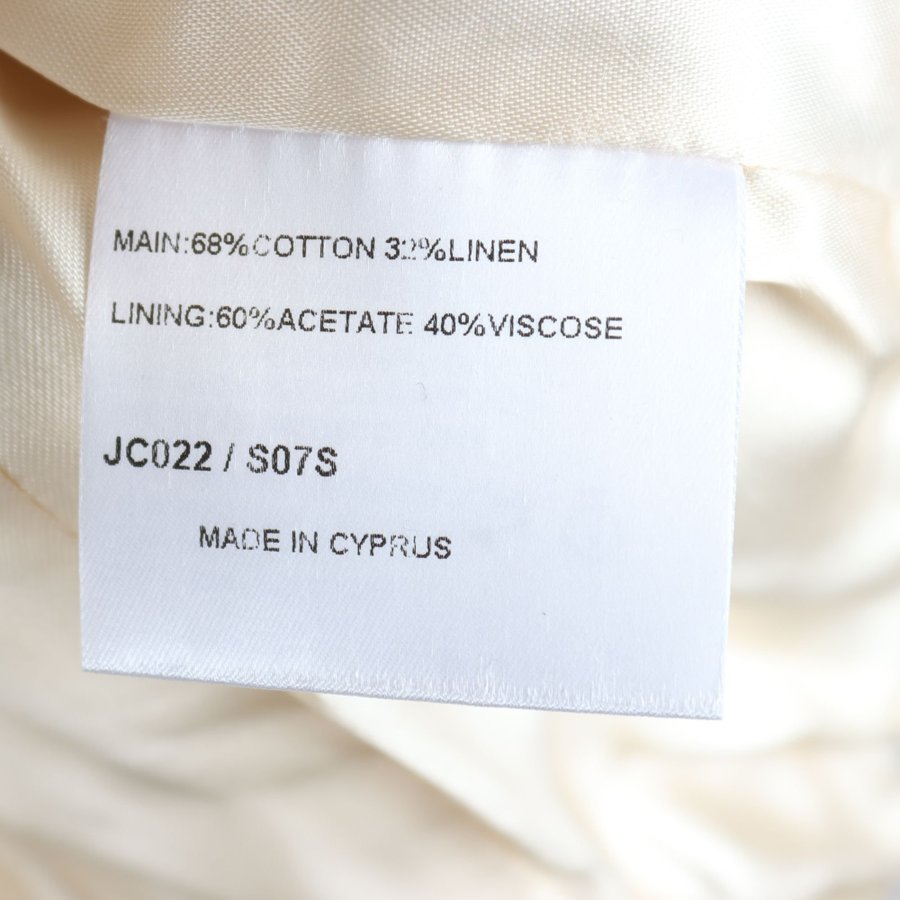 MAIN:68%COTTON 32%LINEN
LINING:60%ACETATE 40%VISCOSE
JC022 / S07S
MADE IN CYPRUS